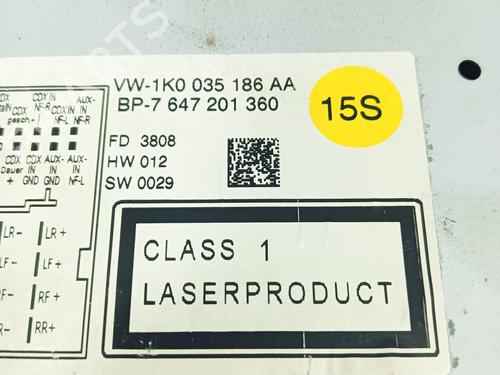 VW-1K0 035 186 AA
BP-7 647 201 360
15S
FD 3808
HW 012
SW 0029
CLASS 1
LASERPRODUCT
CDX CDX IN AUX-
gesch.+ NF-R IN IN
NF-L NF-R
CDX CDX AUX- AUX-
Dauer IN IN IN
+ GND GND NF-L
LR- LR+
LF- LF+
RF- RF+
RR- RR+